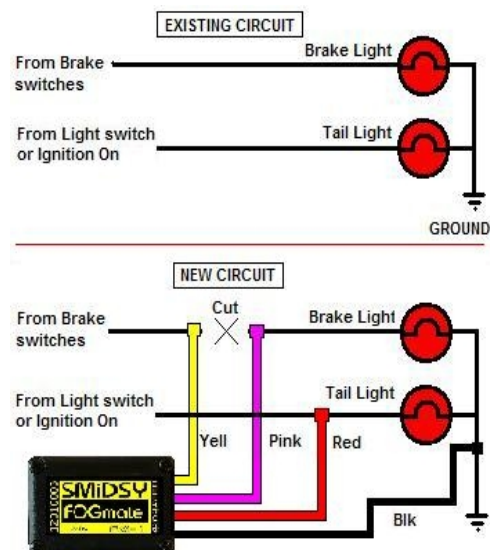 EXISTING CIRCUIT
Brake Light
From Brake
switches
From Light switch
or Ignition On
Tail Light
GROUND
NEW CIRCUIT
Cut
From Brake
switches
Brake Light
From Light switch
or Ignition On
Tail Light
Yell
Pink
Red
Blk
SMiDSY
FOGmate